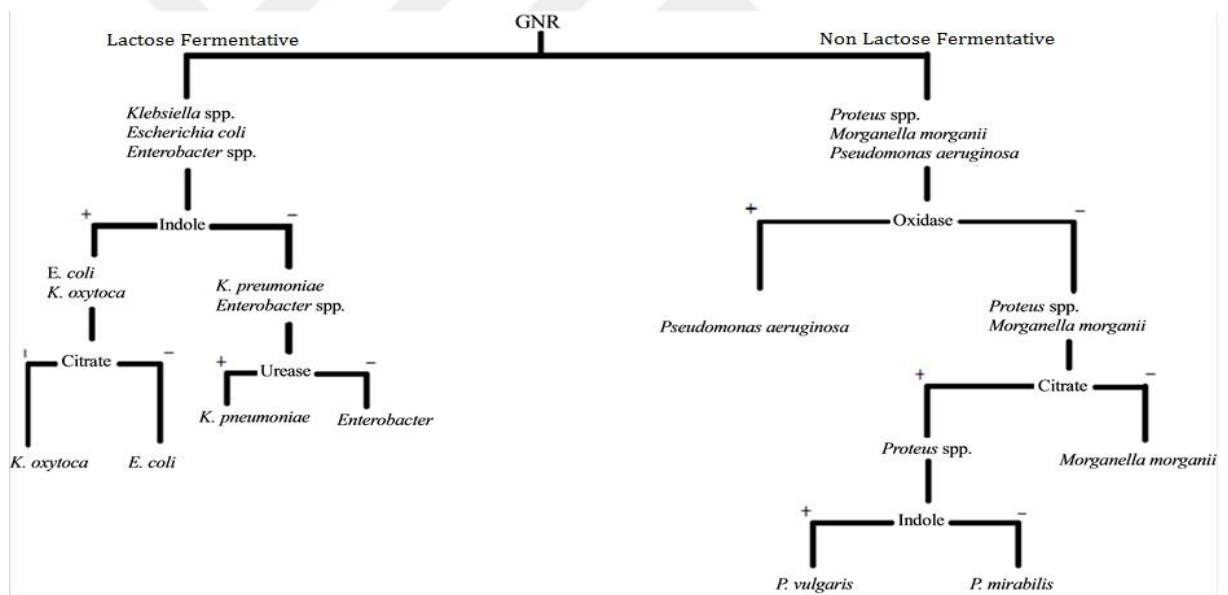 GNR
Lactose Fermentative
Non Lactose Fermentative
Klebsiella spp.
Escherichia coli
Enterobacter spp.
Proteus spp.
Morganella morganii
Pseudomonas aeruginosa
+ Indole −
+ Oxidase −
E. coli
K. oxytoca
K. preumoniae
Enterobacter spp.
Pseudomonas aeruginosa
Proteus spp.
Morganella morganii
Citrate −
+ Urease −
+ Citrate −
K. oxytoca
E. coli
K. pneumoniae
Enterobacter
Proteus spp.
Morganella morganii
+ Indole −
P. vulgaris
P. mirabilis